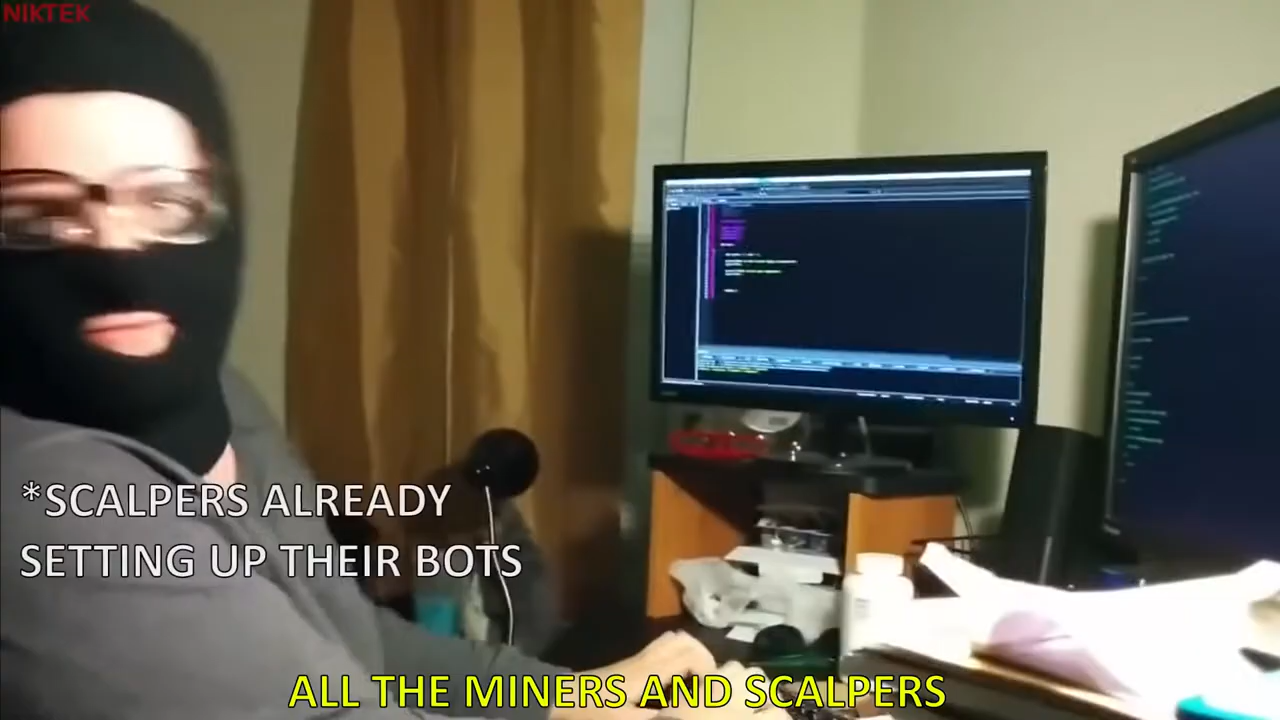 NIKTEK
*SCALPERS ALREADY
SETTING UP THEIR BOTS
ALL THE MINERS AND SCALPERS